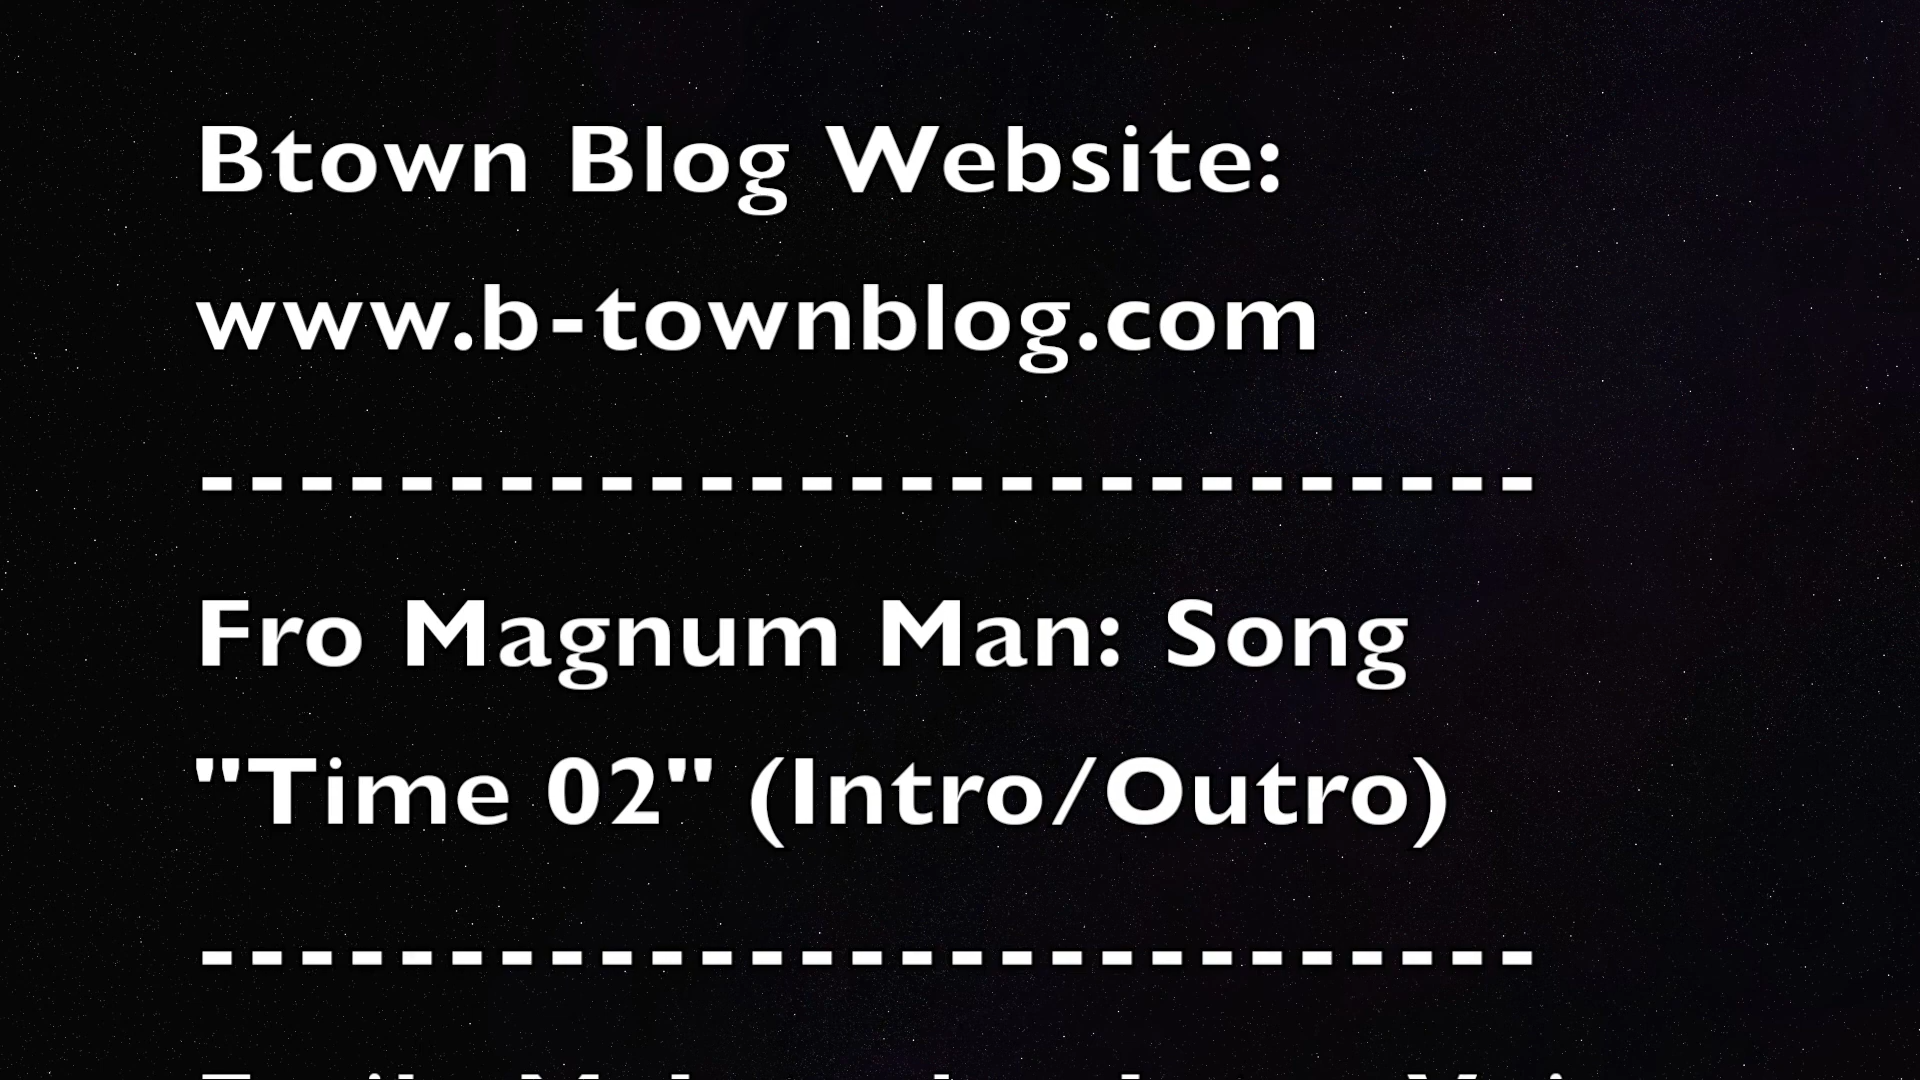 Btown Blog Website:
www.b-townblog.com
---------------------------
Fro Magnum Man: Song
"Time 02" (Intro/Outro)
---------------------------